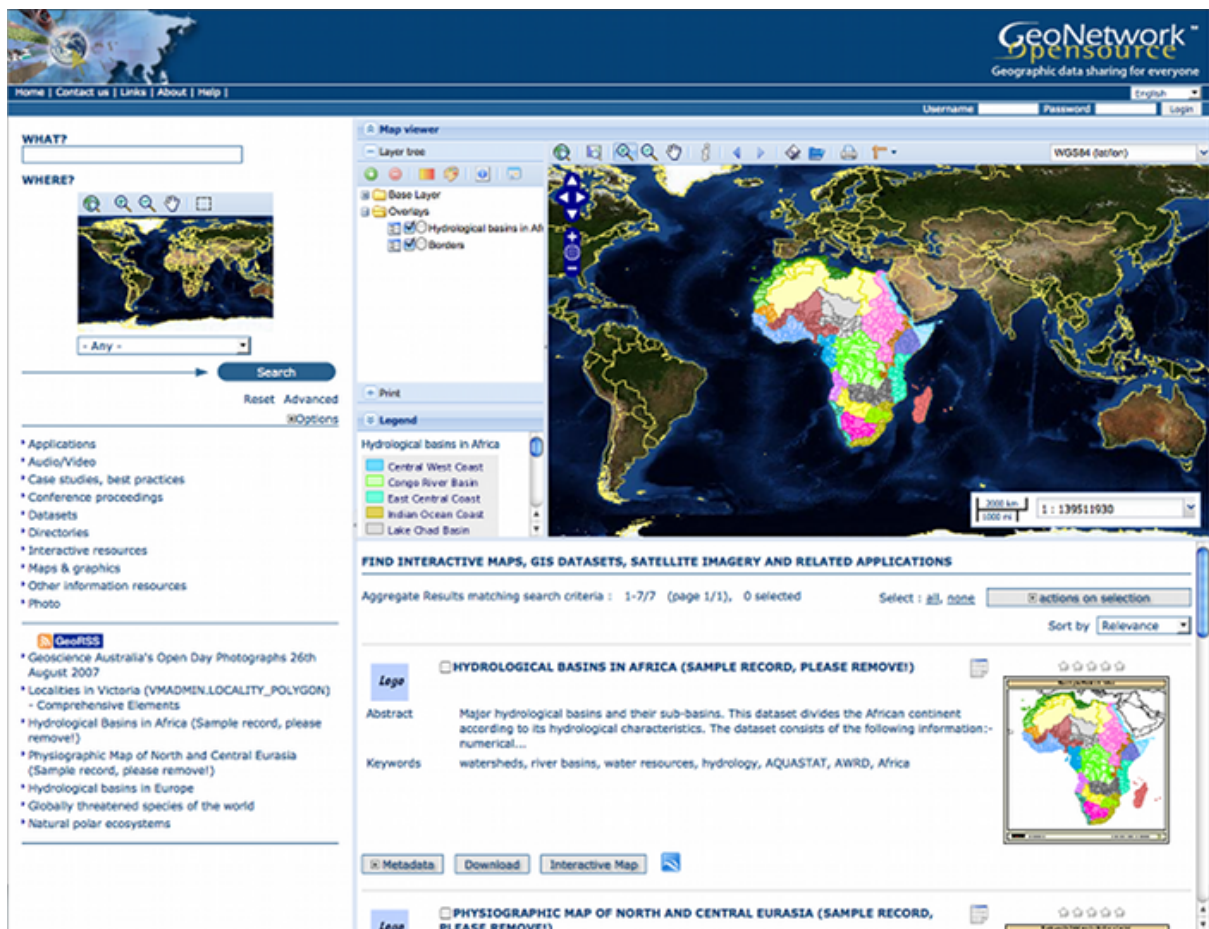 GeoNetwork
Opensource
Geographic data sharing for everyone
Home | Contact us | Links | About | Help |
English
Username
Password
Login
WHAT?
WHERE?
- Any -
Search
Reset Advanced
Options
Applications
Audio/Video
Case studies, best practices
Conference proceedings
Datasets
Directories
Interactive resources
Maps & graphics
Other information resources
Photo
GeoRSS
Geoscience Australia's Open Day Photographs 26th
August 2007
Localities in Victoria (VMADMIN.LOCALITY_POLYGON)
- Comprehensive Elements
Hydrological Basins in Africa (Sample record, please
remove!)
Physiographic Map of North and Central Eurasia
(Sample record, please remove!)
Hydrological basins in Europe
Globally threatened species of the world
Natural polar ecosystems
Map viewer
Layer tree
Base Layer
Overlays
Hydrological basins in Afr
Borders
Print
Legend
Hydrological basins in Africa
Central West Coast
Congo River Basin
East Central Coast
Indian Ocean Coast
Lake Chad Basin
WGS84 (lat/lon)
2000 km
1000 mi
1 : 139511930
FIND INTERACTIVE MAPS, GIS DATASETS, SATELLITE IMAGERY AND RELATED APPLICATIONS
Aggregate Results matching search criteria : 1-7/7 (page 1/1), 0 selected
Select : all, none
actions on selection
Sort by Relevance
Logo
HYDROLOGICAL BASINS IN AFRICA (SAMPLE RECORD, PLEASE REMOVE!)
Abstract
Major hydrological basins and their sub-basins. This dataset divides the African continent
according to its hydrological characteristics. The dataset consists of the following information:-
numerical...
Keywords
watersheds, river basins, water resources, hydrology, AQUASTAT, AWRD, Africa
Metadata
Download
Interactive Map
Logo
PHYSIOGRAPHIC MAP OF NORTH AND CENTRAL EURASIA (SAMPLE RECORD,
PLEASE REMOVE!)